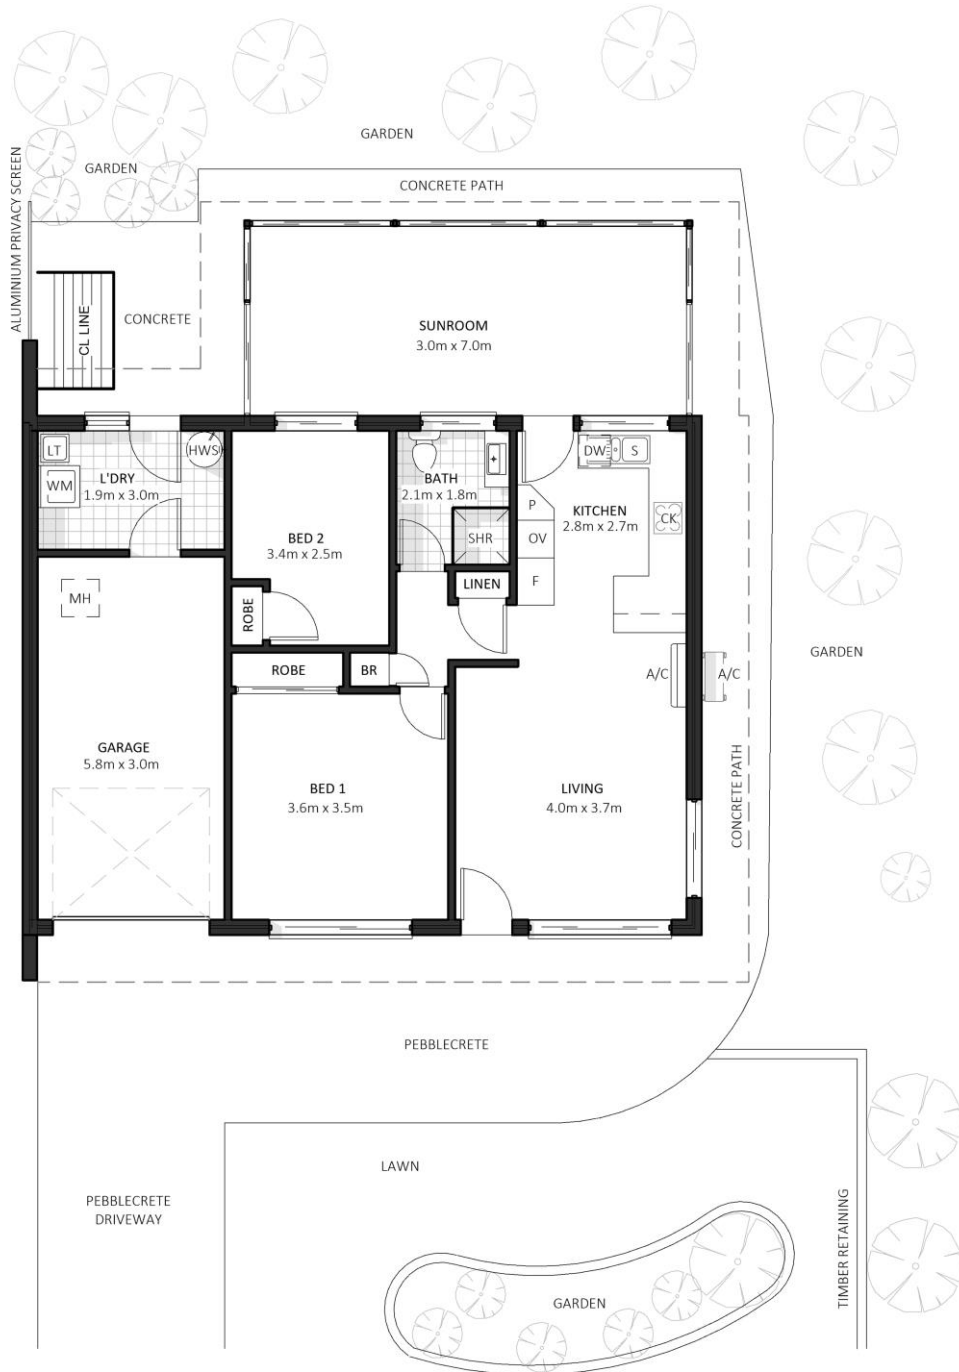 GARDEN
GARDEN
CONCRETE PATH
ALUMINIUM PRIVACY SCREEN
CL LINE
CONCRETE
SUNROOM
3.0m x 7.0m
LT
WM
L'DRY
1.9m x 3.0m
HWS
BED 2
3.4m x 2.5m
BATH
2.1m x 1.8m
SHR
DW
S
P
OV
F
KITCHEN
2.8m x 2.7m
CK
LINEN
MH
ROBE
ROBE
BR
A/C
A/C
GARDEN
GARAGE
5.8m x 3.0m
BED 1
3.6m x 3.5m
LIVING
4.0m x 3.7m
CONCRETE PATH
PEBBLECRETE
LAWN
PEBBLECRETE
DRIVEWAY
GARDEN
TIMBER RETAINING